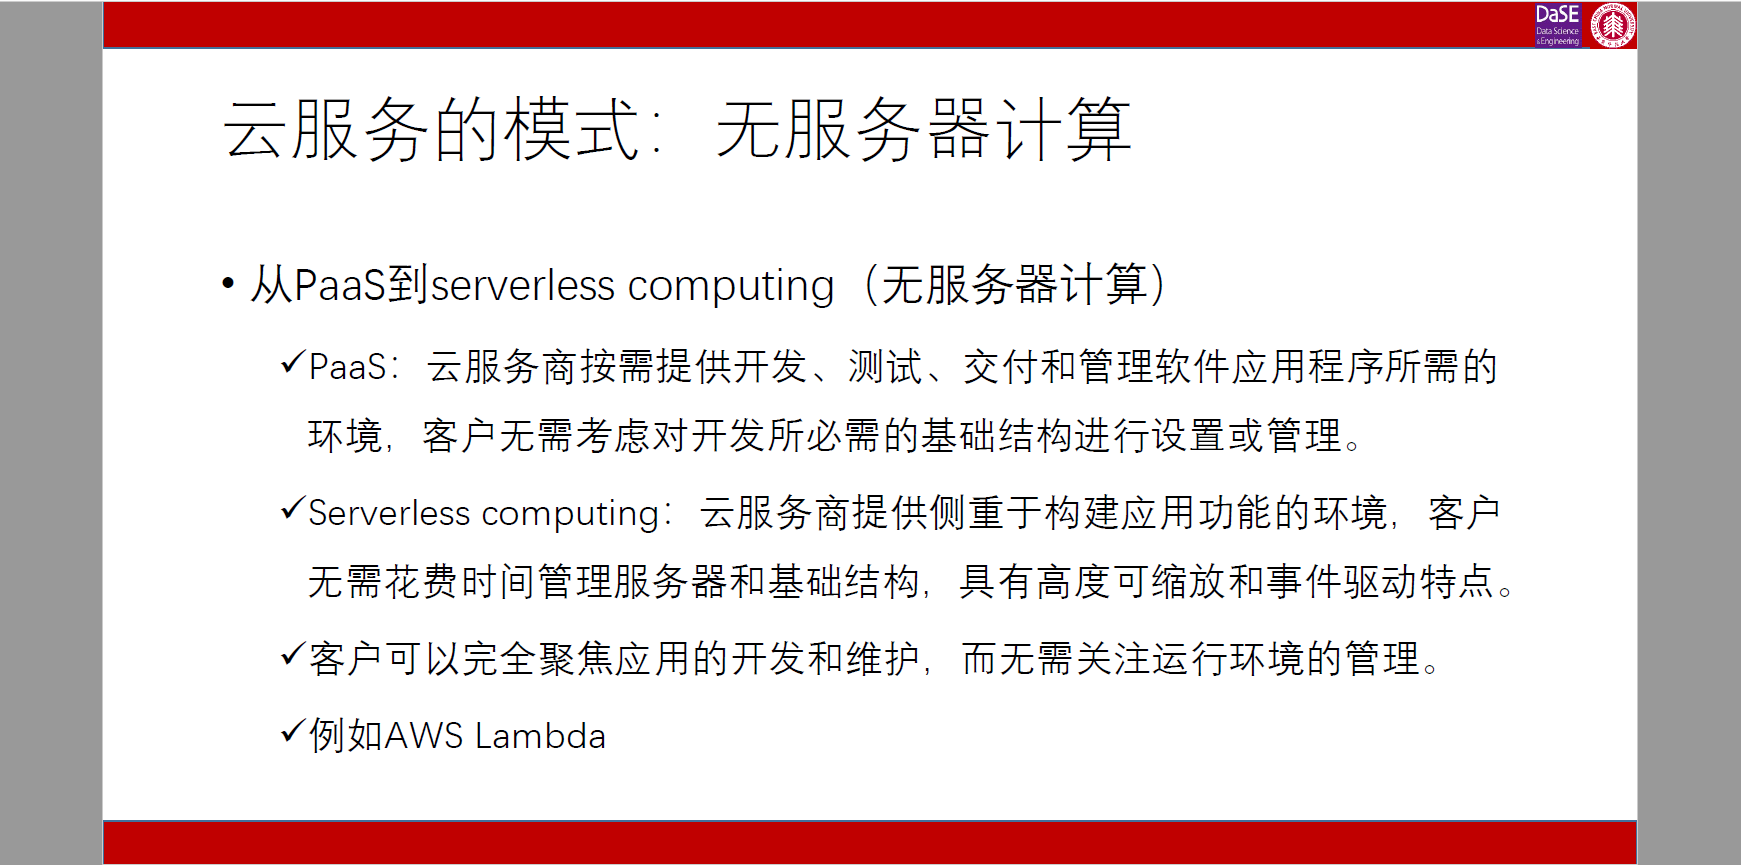 DaSE
Data Science
& Engineering
云服务的模式：无服务器计算
• 从PaaS到serverless computing（无服务器计算）
✓PaaS：云服务商按需提供开发、测试、交付和管理软件应用程序所需的
环境，客户无需考虑对开发所必需的基础结构进行设置或管理。
✓Serverless computing：云服务商提供侧重于构建应用功能的环境，客户
无需花费时间管理服务器和基础结构，具有高度可缩放和事件驱动特点。
✓客户可以完全聚焦应用的开发和维护，而无需关注运行环境的管理。
✓例如AWS Lambda